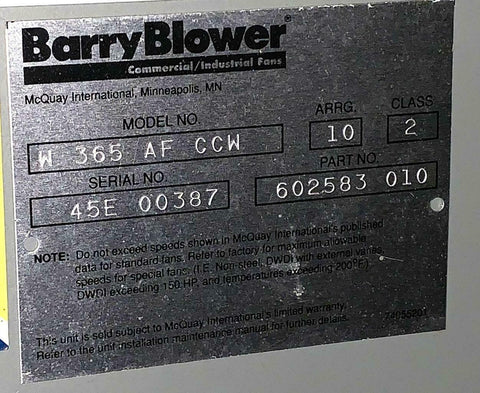 BarryBlower®
Commercial/Industrial Fans
McQuay International, Minneapolis, MN
MODEL NO. ARRG. CLASS
W 365 AF CCW 10 2
SERIAL NO. PART NO.
45E 00387 602583 010
NOTE: Do not exceed speeds shown in McQuay International's published
data for standard fans. Refer to factory for maximum allowable
speeds for special fans. (I.E. Non-steel, DWDI with external vanes,
DWDI exceeding 150 HP, and temperatures exceeding 200°F).
This unit is sold subject to McQuay International's limited warranty.
Refer to the unit installation maintenance manual for further details. 74055201